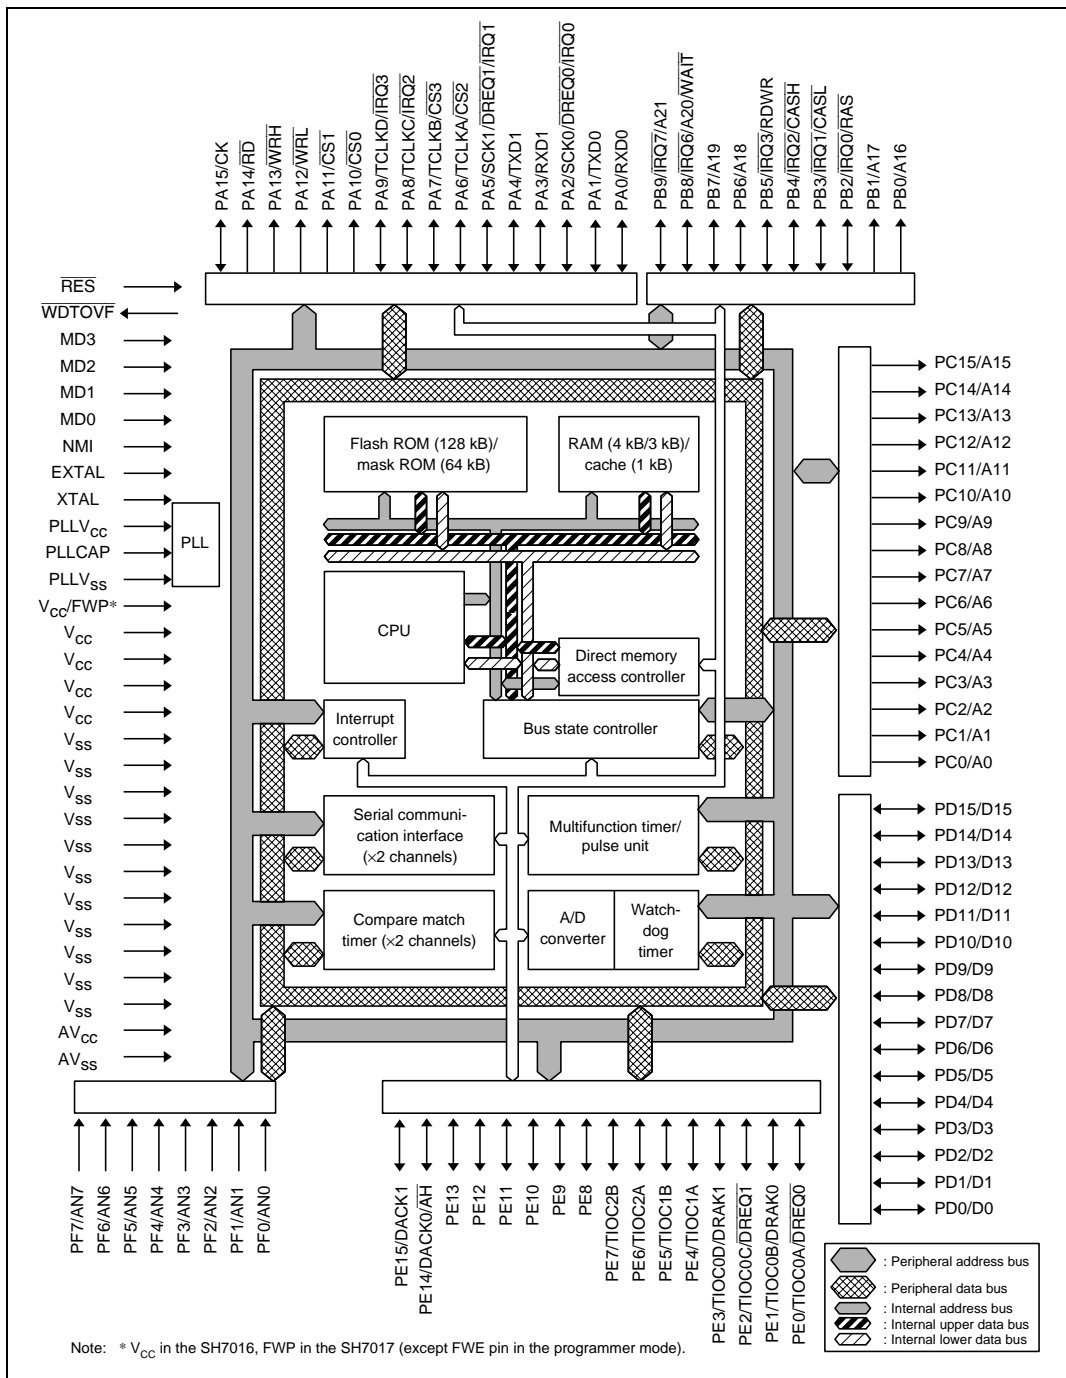 PA15/CK
PA14/RD
PA13/WRH
PA12/WRL
PA11/CS1
PA10/CS0
PA9/TCLKD/IRQ3
PA8/TCLKC/IRQ2
PA7/TCLKB/CS3
PA6/TCLKA/CS2
PA5/SCK1/DREQ1/IRQ1
PA4/TXD1
PA3/RXD1
PA2/SCK0/DREQ0/IRQ0
PA1/TXD0
PA0/RXD0
PB9/IRQ7/A21
PB8/IRQ6/A20/WAIT
PB7/A19
PB6/A18
PB5/IRQ3/RDWR
PB4/IRQ2/CASH
PB3/IRQ1/CASL
PB2/IRQ0/RAS
PB1/A17
PB0/A16
RES
WDTOVF
MD3
MD2
MD1
MD0
NMI
EXTAL
XTAL
PLLVCC
PLLCAP
PLLVSS
VCC/FWP*
VCC
VCC
VCC
VCC
VSS
VSS
VSS
Vss
Vss
VSS
VSS
VSS
VSS
VSS
VSS
AVCC
AVSS
PLL
Flash ROM (128 kB)/
mask ROM (64 kB)
RAM (4 kB/3 kB)/
cache (1 kB)
CPU
Direct memory
access controller
Interrupt
controller
Bus state controller
Serial communi-
cation interface
(×2 channels)
Multifunction timer/
pulse unit
Compare match
timer (×2 channels)
A/D
converter
Watch-
dog
timer
PC15/A15
PC14/A14
PC13/A13
PC12/A12
PC11/A11
PC10/A10
PC9/A9
PC8/A8
PC7/A7
PC6/A6
PC5/A5
PC4/A4
PC3/A3
PC2/A2
PC1/A1
PC0/A0
PD15/D15
PD14/D14
PD13/D13
PD12/D12
PD11/D11
PD10/D10
PD9/D9
PD8/D8
PD7/D7
PD6/D6
PD5/D5
PD4/D4
PD3/D3
PD2/D2
PD1/D1
PD0/D0
PF7/AN7
PF6/AN6
PF5/AN5
PF4/AN4
PF3/AN3
PF2/AN2
PF1/AN1
PF0/AN0
PE15/DACK1
PE14/DACK0/AH
PE13
PE12
PE11
PE10
PE9
PE8
PE7/TIOC2B
PE6/TIOC2A
PE5/TIOC1B
PE4/TIOC1A
PE3/TIOC0D/DRAK1
PE2/TIOC0C/DREQ1
PE1/TIOC0B/DRAK0
PE0/TIOC0A/DREQ0
: Peripheral address bus
: Peripheral data bus
: Internal address bus
: Internal upper data bus
: Internal lower data bus
Note: * VCC in the SH7016, FWP in the SH7017 (except FWE pin in the programmer mode).